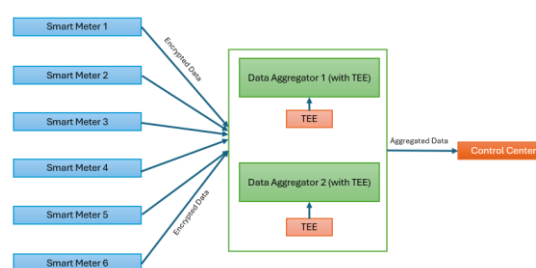 Smart Meter 1
Smart Meter 2
Smart Meter 3
Smart Meter 4
Smart Meter 5
Smart Meter 6
Encrypted Data
Encrypted Data
Data Aggregator 1 (with TEE)
TEE
Data Aggregator 2 (with TEE)
TEE
Aggregated Data
Control Center